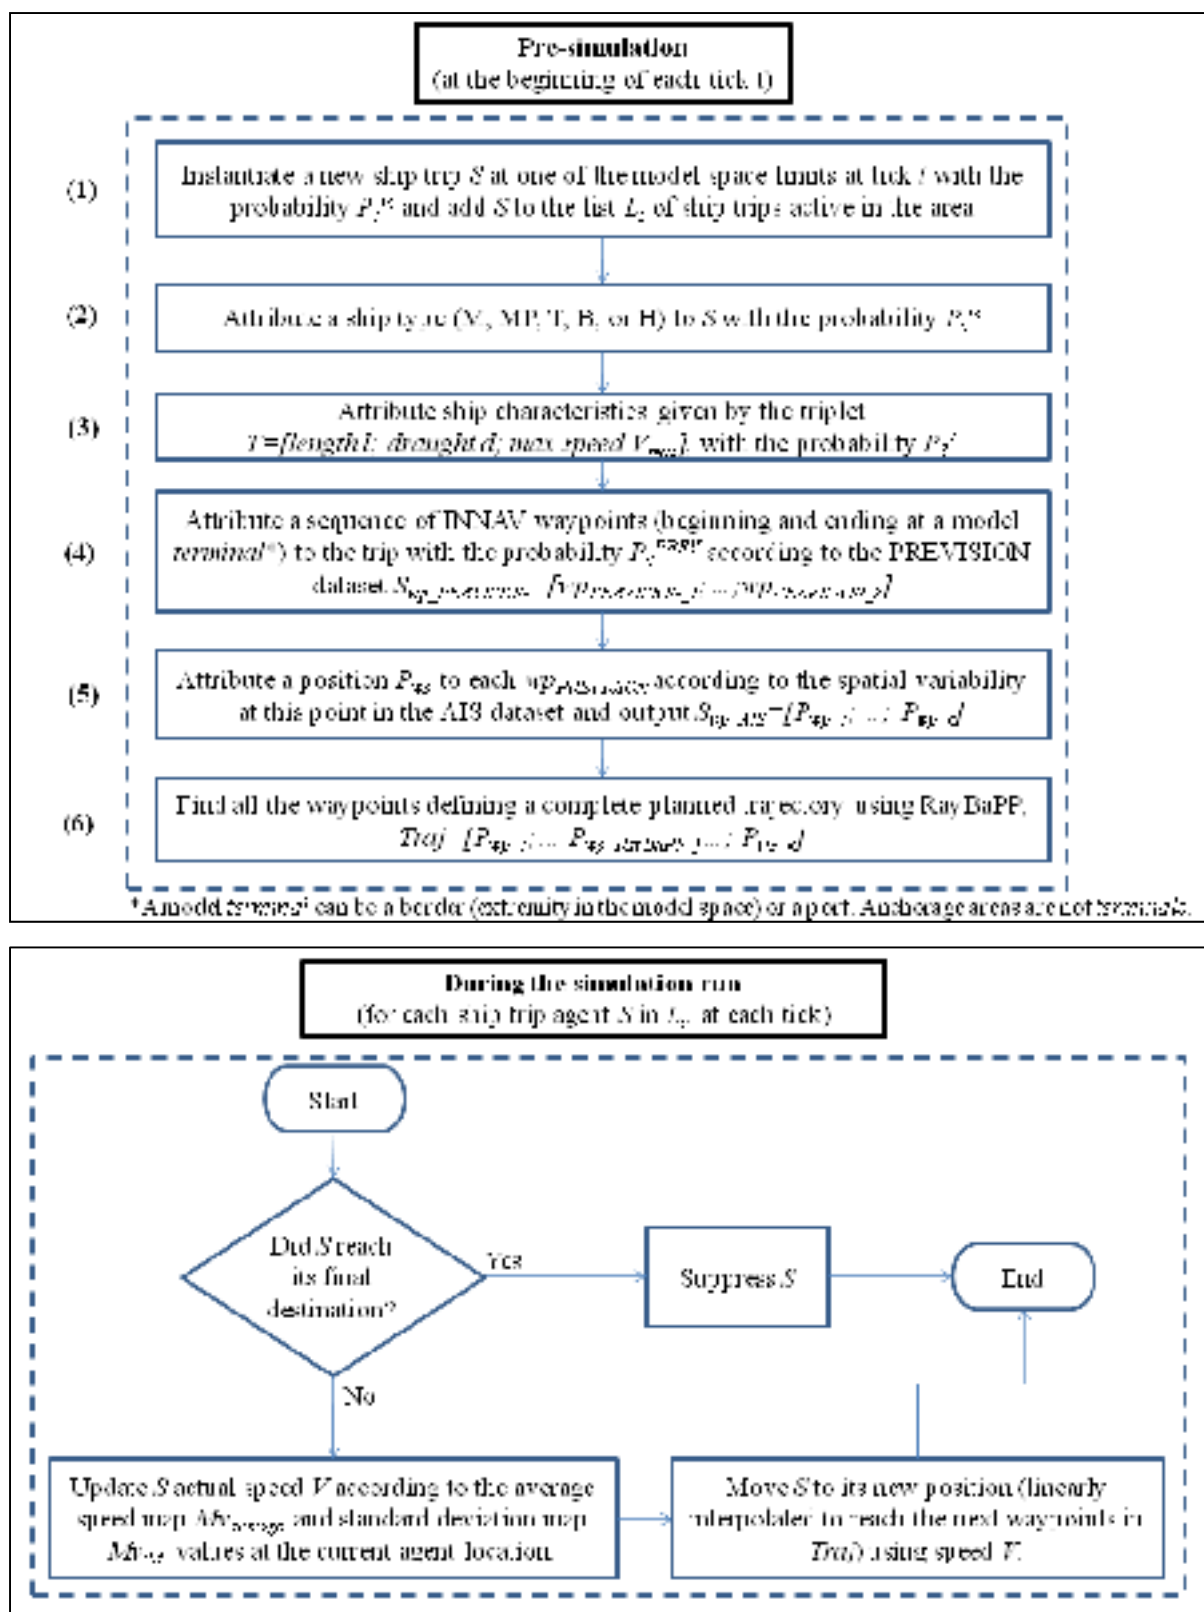 Pre-simulation
(at the beginning of each tick t)
(1)
Instantiate a new ship trip S at one of the model space limits at tick t with the
probability and add S to the list of ship trips active in the area
(2)
Attribute a ship type (M, MP, T, B, or H) to S with the probability
(3)
Attribute ship characteristics given by the triplet
T=[length l; draught d; max speed Vmax], with the probability
(4)
Attribute a sequence of INNAV waypoints (beginning and ending at a model
terminal*) to the trip with the probability according to the PREVISION
dataset
(5)
Attribute a position to each according to the spatial variability
at this point in the AIS dataset and output
(6)
Find all the waypoints defining a complete planned trajectory using RayBaPP,
Traj
*A model terminal can be a border (extremity in the model space) or a port. Anchorage areas are not terminals.
During the simulation run
(for each ship trip agent S in at each tick)
Start
Did S reach
its final
destination?
Yes
Suppress S
End
No
Update S actual speed V according to the average
speed map Mvaverage and standard deviation map
values at the current agent location.
Move S to its new position (linearly
interpolated to reach the next waypoints in
Traj) using speed V.